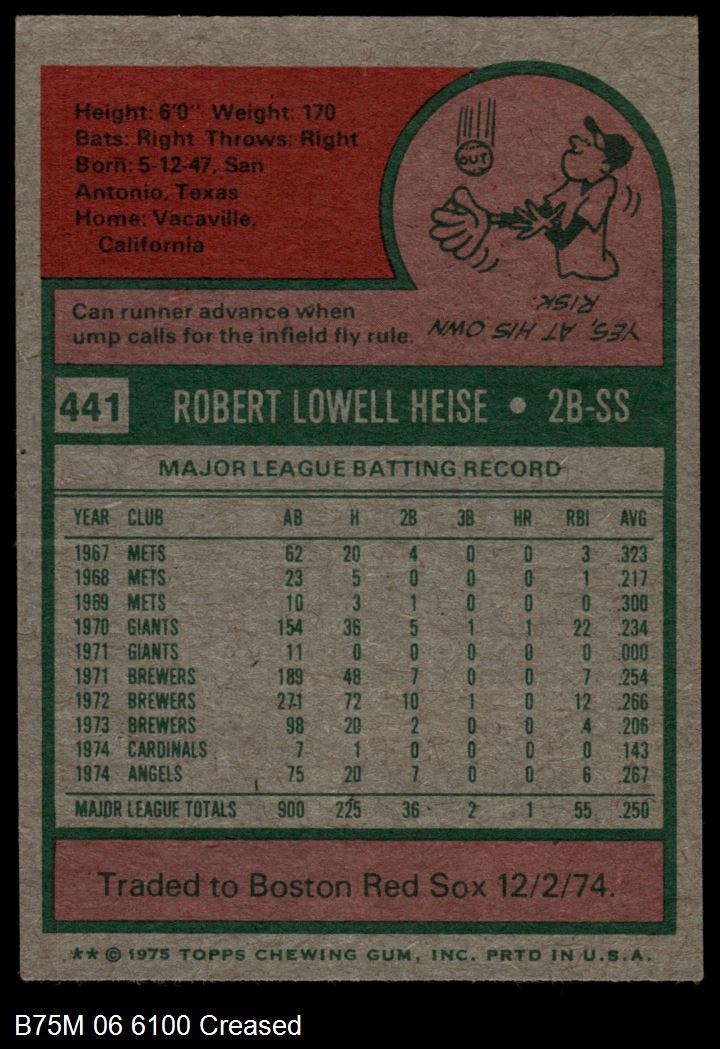 Height: 6'0" Weight: 170
Bats: Right Throws: Right
Born: 5-12-47, San
Antonio, Texas
Home: Vacaville,
California
OUT
Can runner advance when
ump calls for the infield fly rule.
YES, AT HIS OWN
RISK.
441 ROBERT LOWELL HEISE • 2B-SS
MAJOR LEAGUE BATTING RECORD
YEAR CLUB AB H 2B 3B HR RBI AVG
1967 METS 62 20 4 0 0 3 .323
1968 METS 23 5 0 0 0 1 .217
1969 METS 10 3 1 0 0 0 .300
1970 GIANTS 154 36 5 1 1 22 .234
1971 GIANTS 11 0 0 0 0 0 .000
1971 BREWERS 189 48 7 0 0 7 .254
1972 BREWERS 271 72 10 1 0 12 .266
1973 BREWERS 98 20 2 0 0 4 .206
1974 CARDINALS 7 1 0 0 0 0 .143
1974 ANGELS 75 20 7 0 0 6 .267
MAJOR LEAGUE TOTALS 900 225 36 2 1 55 .250
Traded to Boston Red Sox 12/2/74.
** © 1975 TOPPS CHEWING GUM, INC. PRTD IN U.S.A.
B75M 06 6100 Creased